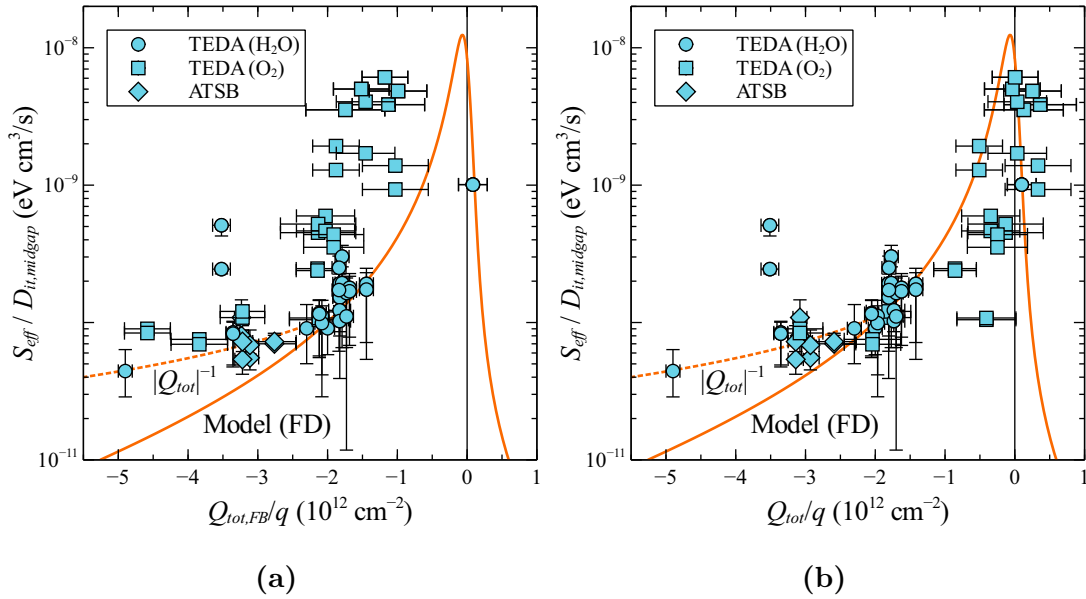 10⁻⁸
10⁻⁹
10⁻¹¹
S_eff / D_it,midgap (eV cm³/s)
TEDA (H₂O)
TEDA (O₂)
ATSB
|Q_tot|⁻¹
Model (FD)
-5 -4 -3 -2 -1 0 1
Q_tot,FB/q (10¹² cm⁻²)
(a)
10⁻⁸
10⁻⁹
10⁻¹¹
S_eff / D_it,midgap (eV cm³/s)
TEDA (H₂O)
TEDA (O₂)
ATSB
|Q_tot|⁻¹
Model (FD)
-5 -4 -3 -2 -1 0 1
Q_tot/q (10¹² cm⁻²)
(b)